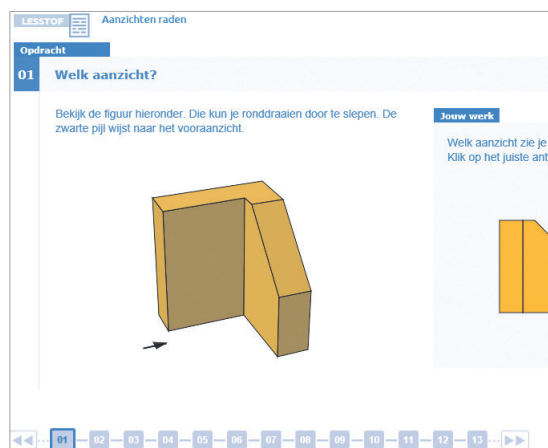 LESSTOF
Aanzichten raden
Opdracht
01 Welk aanzicht?
Bekijk de figuur hieronder. Die kun je ronddraaien door te slepen. De
zwarte pijl wijst naar het vooraanzicht.
Jouw werk
Welk aanzicht zie je
Klik op het juiste ant
01 02 03 04 05 06 07 08 09 10 11 12 13